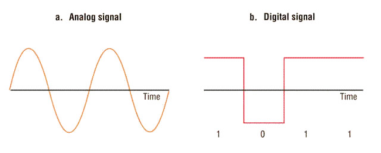 a. Analog signal
b. Digital signal
Time
Time
1 0 1 1